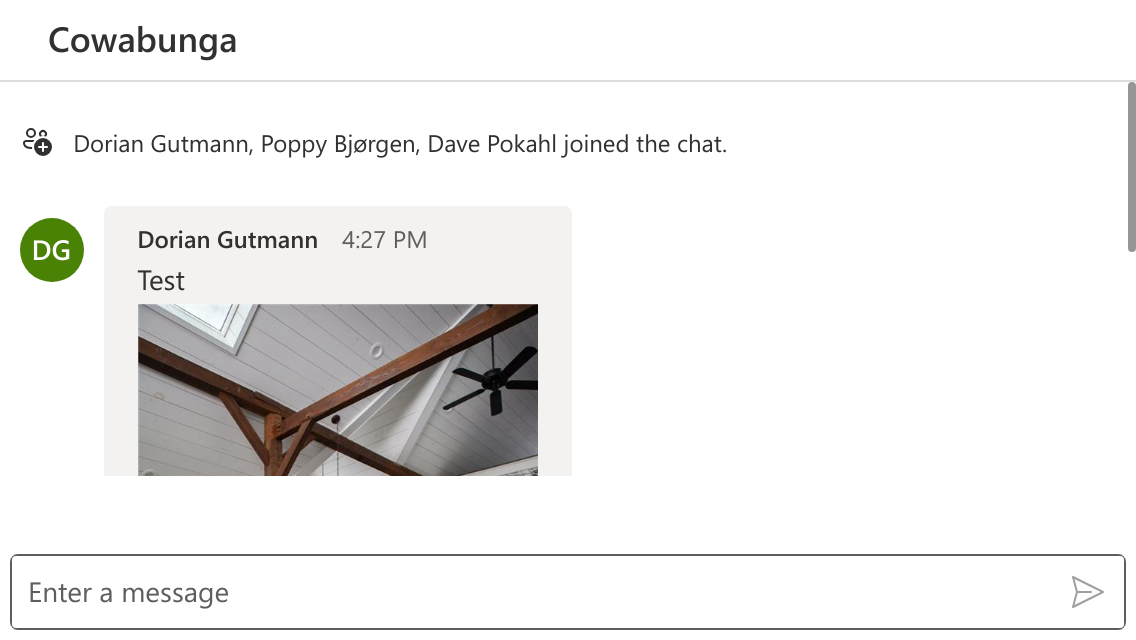 Cowabunga
Dorian Gutmann, Poppy Bjørgen, Dave Pokahl joined the chat.
DG
Dorian Gutmann 4:27 PM
Test
Enter a message